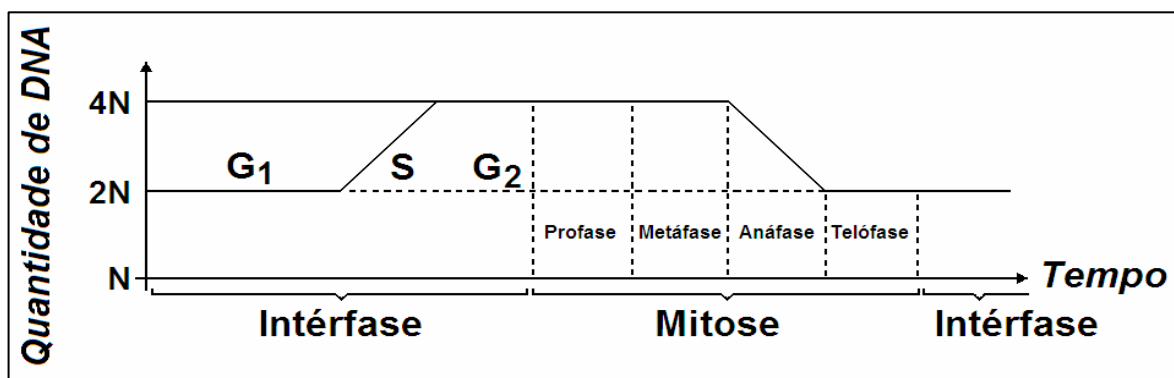 Quantidade de DNA
4N
G1 S G2
2N
Profase Metáfase Anáfase Telófase
N
Tempo
Intérfase Mitose Intérfase